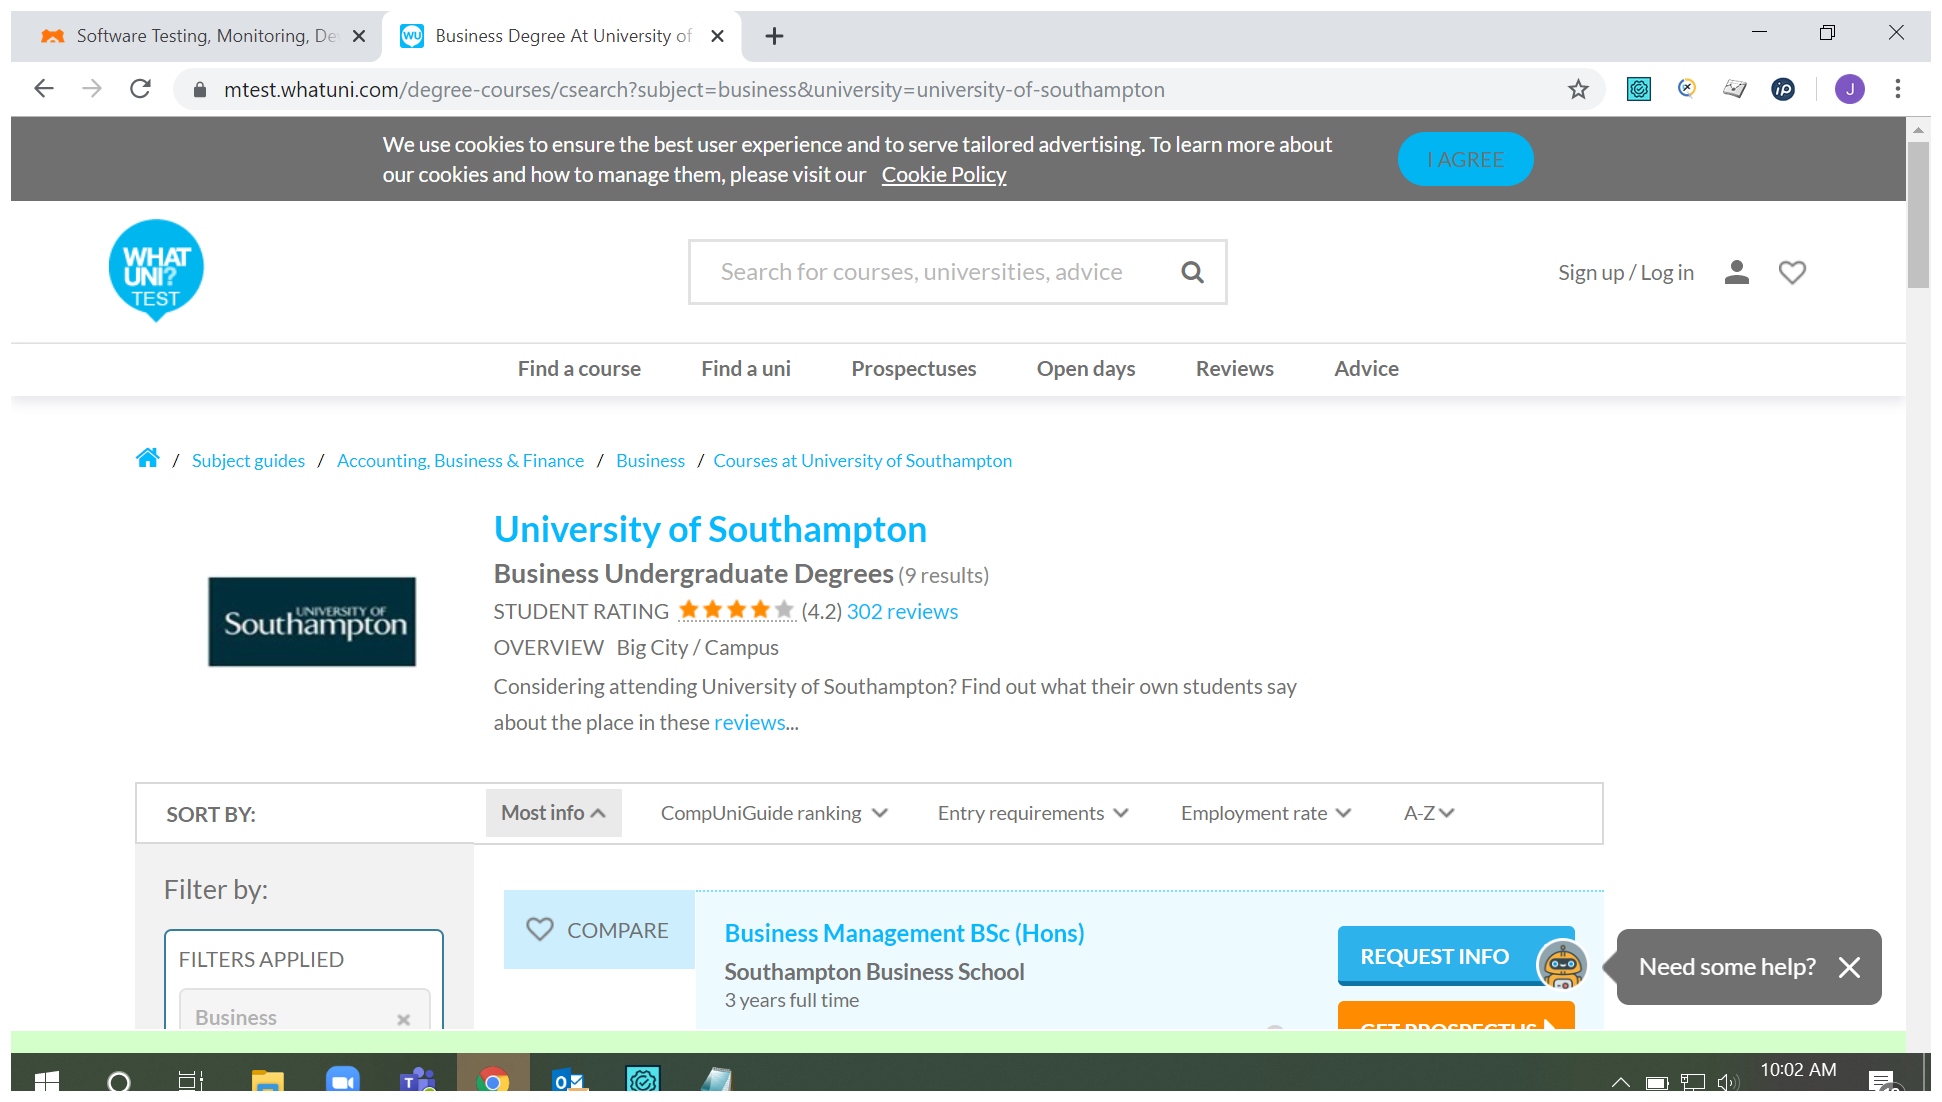 Software Testing, Monitoring, De
Business Degree At University of
mtest.whatuni.com/degree-courses/csearch?subject=business&university=university-of-southampton
J
We use cookies to ensure the best user experience and to serve tailored advertising. To learn more about
our cookies and how to manage them, please visit our Cookie Policy
I AGREE
WHAT
UNI?
TEST
Search for courses, universities, advice
Sign up / Log in
Find a course
Find a uni
Prospectuses
Open days
Reviews
Advice
/ Subject guides / Accounting, Business & Finance / Business / Courses at University of Southampton
UNIVERSITY OF
Southampton
University of Southampton
Business Undergraduate Degrees (9 results)
STUDENT RATING (4.2) 302 reviews
OVERVIEW Big City / Campus
Considering attending University of Southampton? Find out what their own students say
about the place in these reviews...
SORT BY:
Most info
CompUniGuide ranking
Entry requirements
Employment rate
A-Z
Filter by:
FILTERS APPLIED
Business
COMPARE
Business Management BSc (Hons)
Southampton Business School
3 years full time
REQUEST INFO
GET PROSPECTUS
Need some help?
10:02 AM